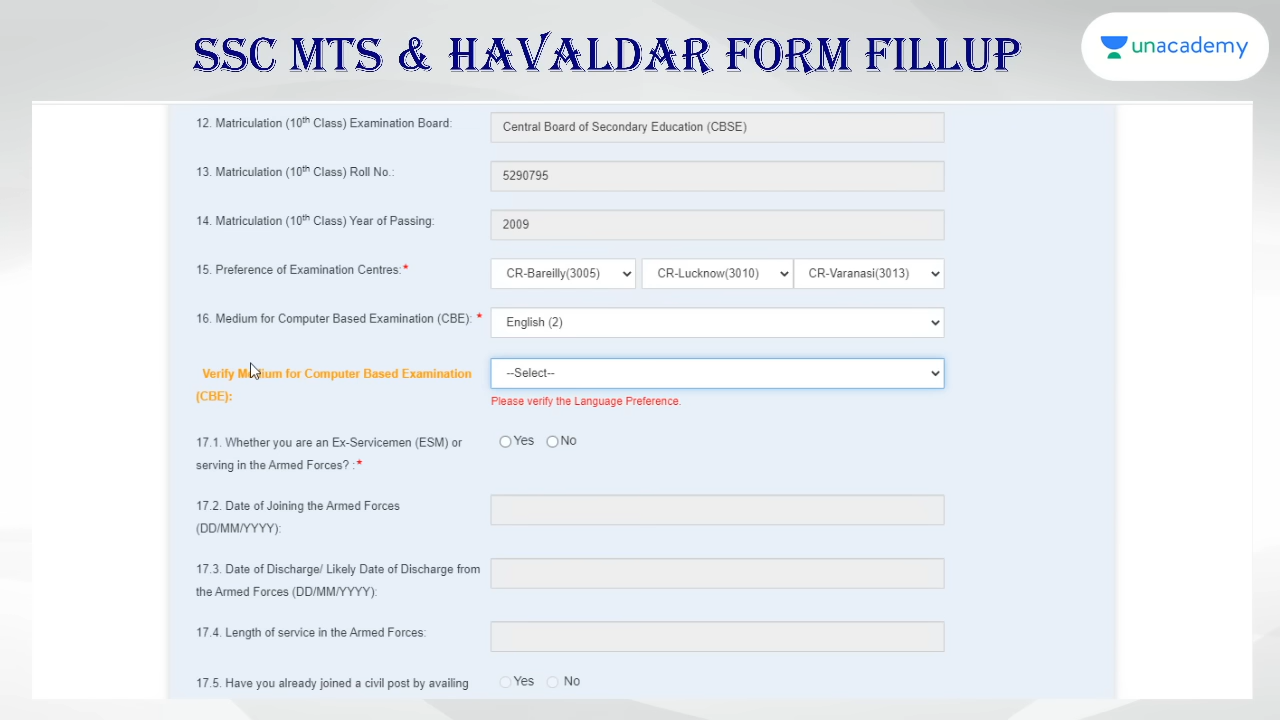 SSC MTS & HAVALDAR FORM FILLUP
unacademy
12. Matriculation (10th Class) Examination Board:
Central Board of Secondary Education (CBSE)
13. Matriculation (10th Class) Roll No.:
5290795
14. Matriculation (10th Class) Year of Passing:
2009
15. Preference of Examination Centres:*
CR-Bareilly(3005) CR-Lucknow(3010) CR-Varanasi(3013)
16. Medium for Computer Based Examination (CBE): *
English (2)
Verify Medium for Computer Based Examination
(CBE):
--Select--
Please verify the Language Preference.
17.1. Whether you are an Ex-Servicemen (ESM) or
serving in the Armed Forces? :*
Yes No
17.2. Date of Joining the Armed Forces
(DD/MM/YYYY):
17.3. Date of Discharge/ Likely Date of Discharge from
the Armed Forces (DD/MM/YYYY):
17.4. Length of service in the Armed Forces:
17.5. Have you already joined a civil post by availing
Yes No